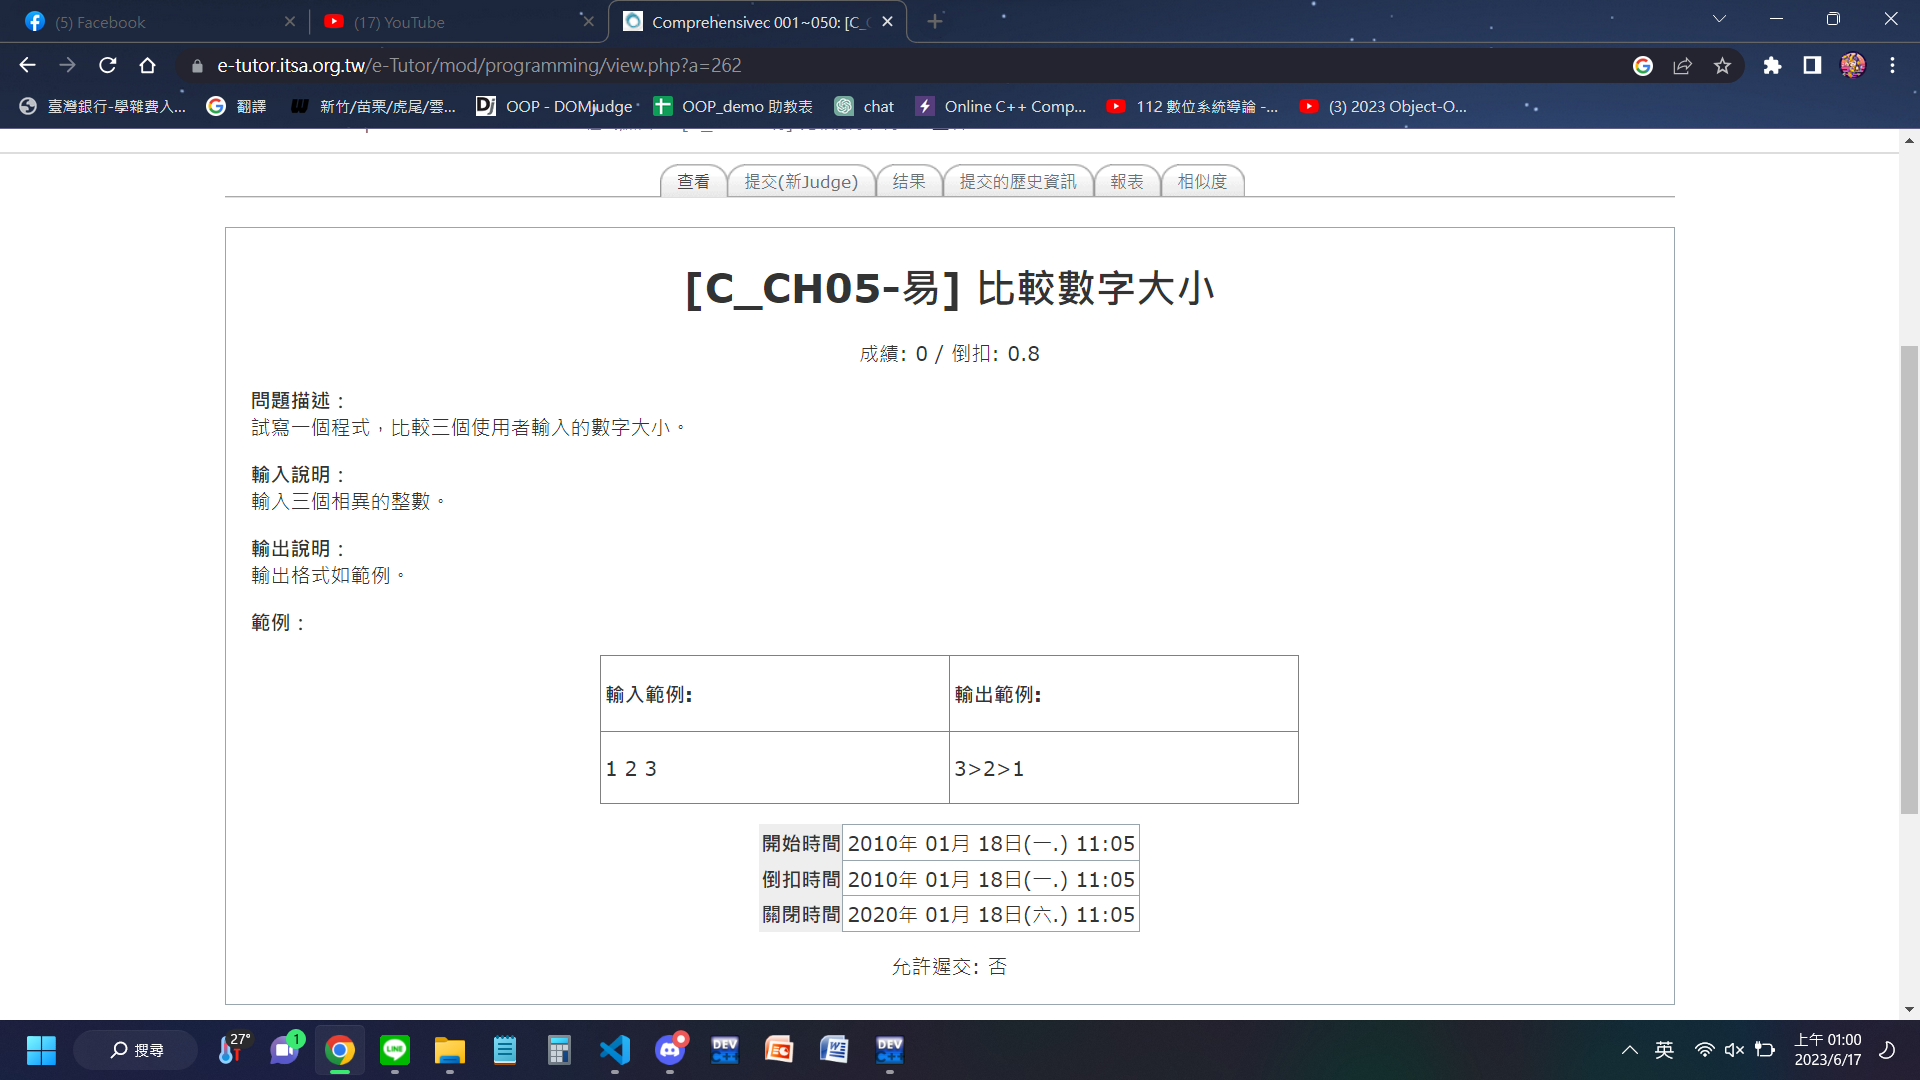 (5) Facebook
(17) YouTube
Comprehensivec 001~050: [C_C
e-tutor.itsa.org.tw/e-Tutor/mod/programming/view.php?a=262
臺灣銀行-學雜費入...
翻譯
新竹/苗栗/虎尾/雲...
OOP - DOMjudge
OOP_demo 助教表
chat
Online C++ Comp...
112 數位系統導論 -...
(3) 2023 Object-O...
查看
提交(新Judge)
结果
提交的歷史資訊
報表
相似度
[C_CH05-易] 比較數字大小
成績: 0 / 倒扣: 0.8
問題描述：
試寫一個程式，比較三個使用者輸入的數字大小。
輸入說明：
輸入三個相異的整數。
輸出說明：
輸出格式如範例。
範例：
輸入範例:
輸出範例:
1 2 3
3>2>1
開始時間 2010年 01月 18日(一.) 11:05
倒扣時間 2010年 01月 18日(一.) 11:05
關閉時間 2020年 01月 18日(六.) 11:05
允許遲交: 否
搜尋
27°
1
LINE
DEV
C++
DEV
C++
英
上午 01:00
2023/6/17